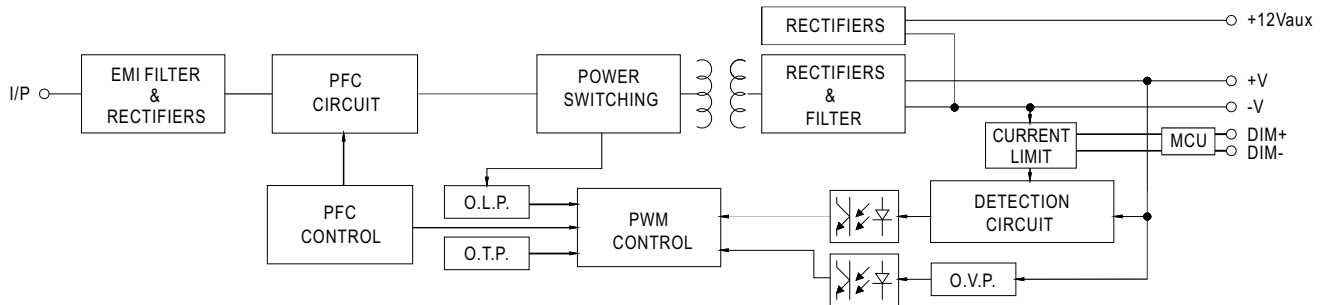 RECTIFIERS
+12Vaux
I/P
EMI FILTER
&
RECTIFIERS
PFC
CIRCUIT
POWER
SWITCHING
RECTIFIERS
&
FILTER
+V
-V
CURRENT
LIMIT
MCU
DIM+
DIM-
PFC
CONTROL
O.L.P.
O.T.P.
PWM
CONTROL
DETECTION
CIRCUIT
O.V.P.